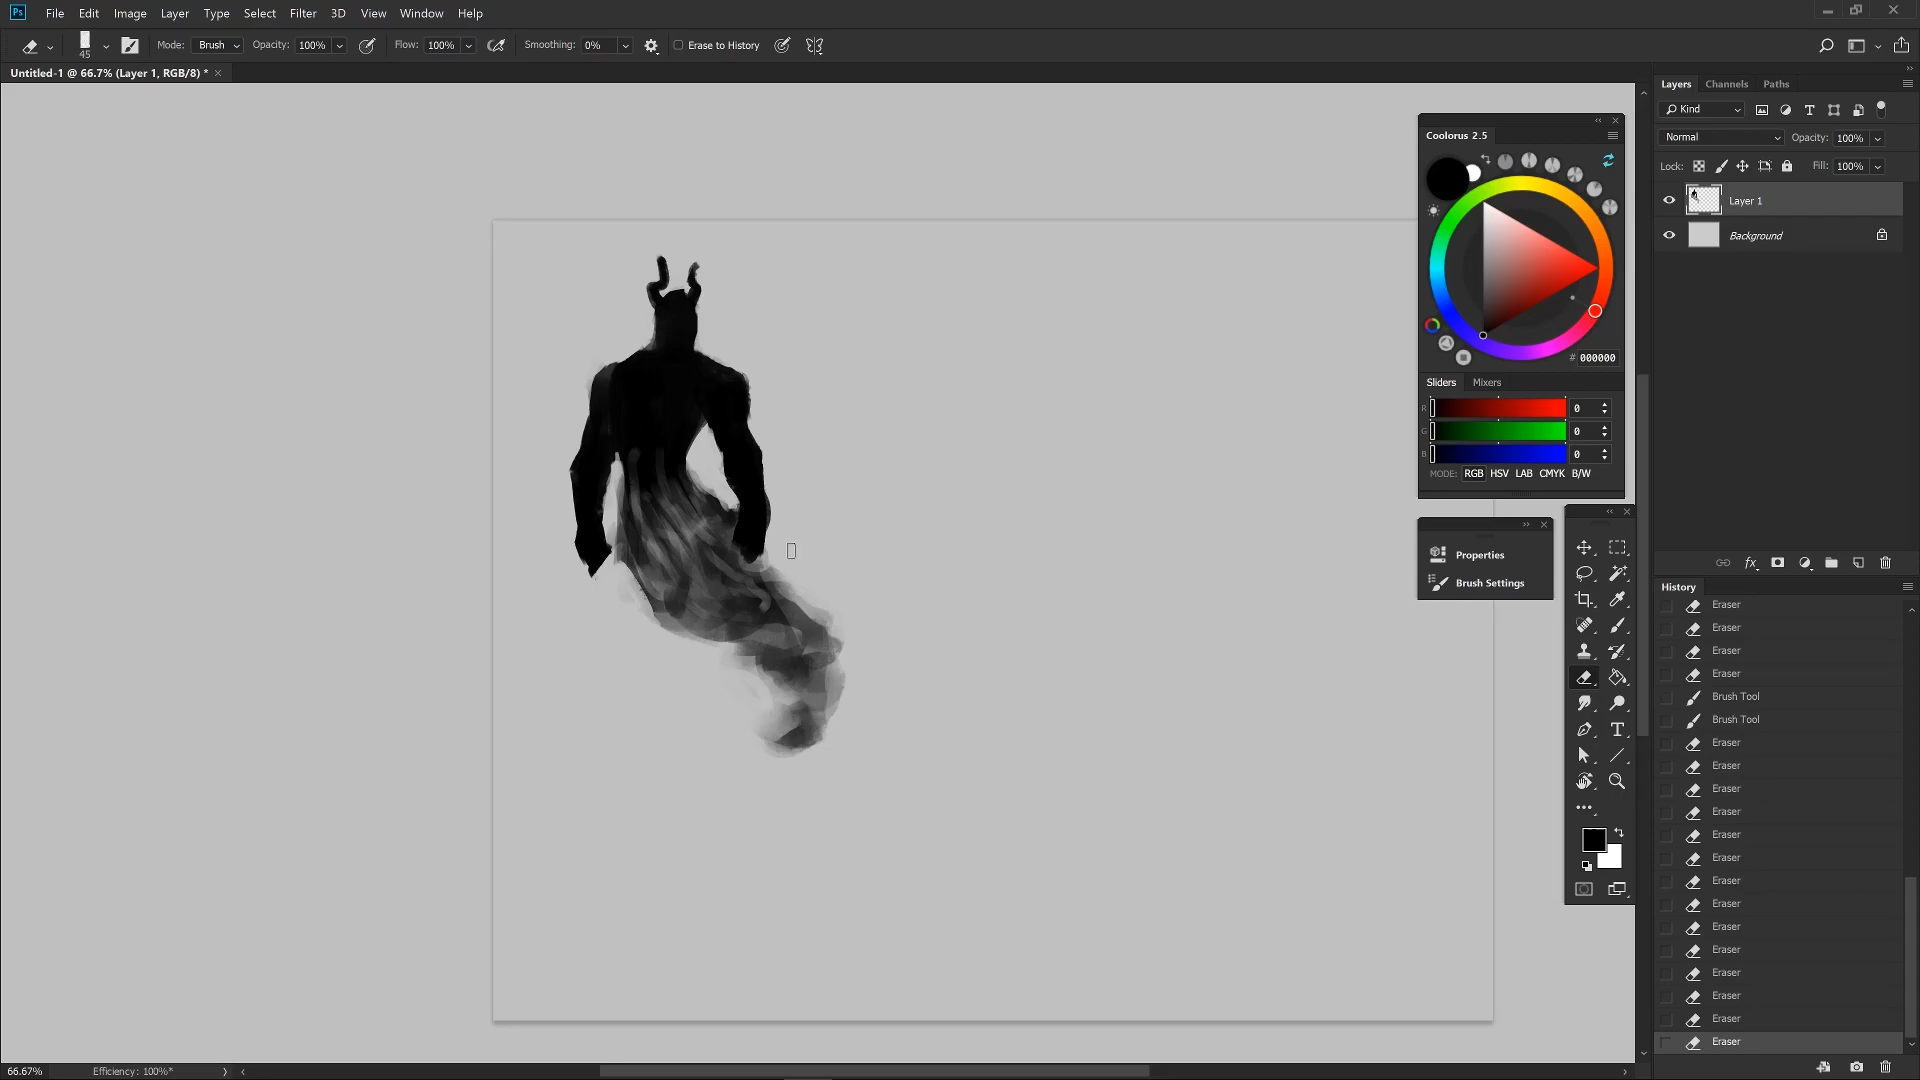 Ps File Edit Image Layer Type Select Filter 3D View Window Help
45 Mode: Brush Opacity: 100% Flow: 100% Smoothing: 0% Erase to History
Untitled-1 @ 66.7% (Layer 1, RGB/8) *
Layers Channels Paths
Kind
Normal Opacity: 100%
Lock: Fill: 100%
Layer 1
Background
Coolorus 2.5
# 000000
Sliders Mixers
R 0
G 0
B 0
MODE: RGB HSV LAB CMYK B/W
Properties
Brush Settings
History
Eraser
Eraser
Eraser
Eraser
Brush Tool
Brush Tool
Eraser
Eraser
Eraser
Eraser
Eraser
Eraser
Eraser
Eraser
Eraser
Eraser
Eraser
Eraser
Eraser
Eraser
66.67% Efficiency: 100%*